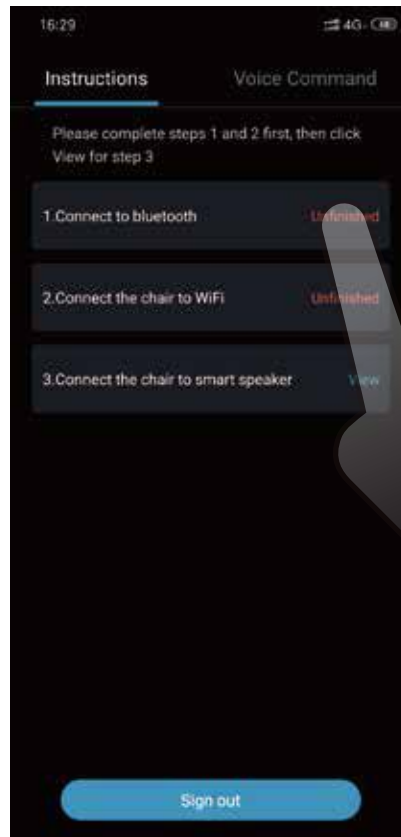 16:29
4G
Instructions
Voice Command
Please complete steps 1 and 2 first, then click
View for step 3
1.Connect to bluetooth
Unfinished
2.Connect the chair to WiFi
Unfinished
3.Connect the chair to smart speaker
View
Sign out